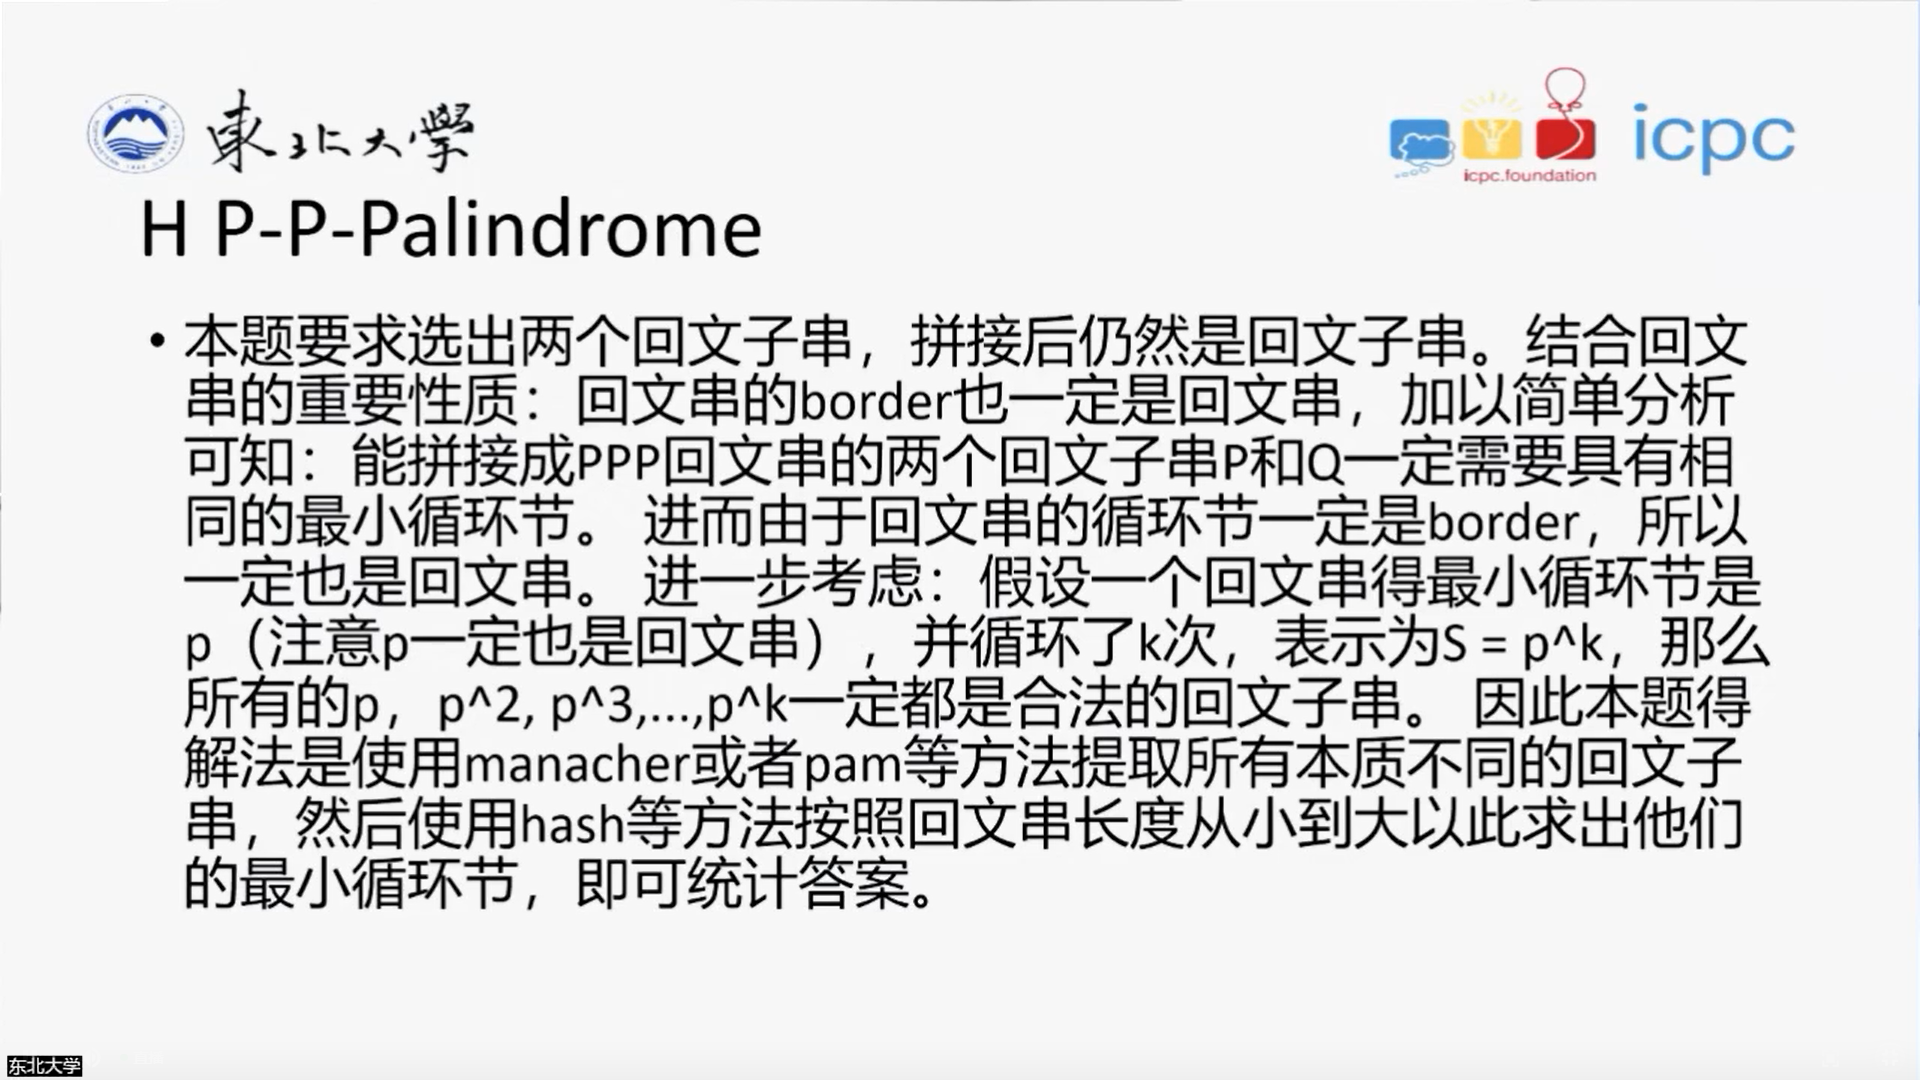 東北大學
icpc
icpc.foundation
H P-P-Palindrome
• 本题要求选出两个回文子串，拼接后仍然是回文子串。结合回文
串的重要性质：回文串的border也一定是回文串，加以简单分析
可知：能拼接成PPP回文串的两个回文子串P和Q一定需要具有相
同的最小循环节。 进而由于回文串的循环节一定是border，所以
一定也是回文串。 进一步考虑：假设一个回文串得最小循环节是
p（注意p一定也是回文串），并循环了k次，表示为S = p^k，那么
所有的p，p^2, p^3,...,p^k一定都是合法的回文子串。 因此本题得
解法是使用manacher或者pam等方法提取所有本质不同的回文子
串，然后使用hash等方法按照回文串长度从小到大以此求出他们
的最小循环节，即可统计答案。
东北大学